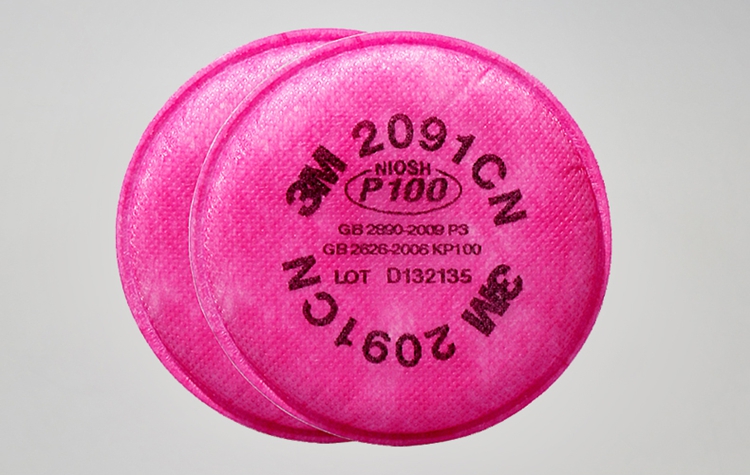 3M 2091CN
NIOSH
P100
GB 2890-2009 P3
GB 2626-2006 KP100
LOT D132135
3M 2091CN